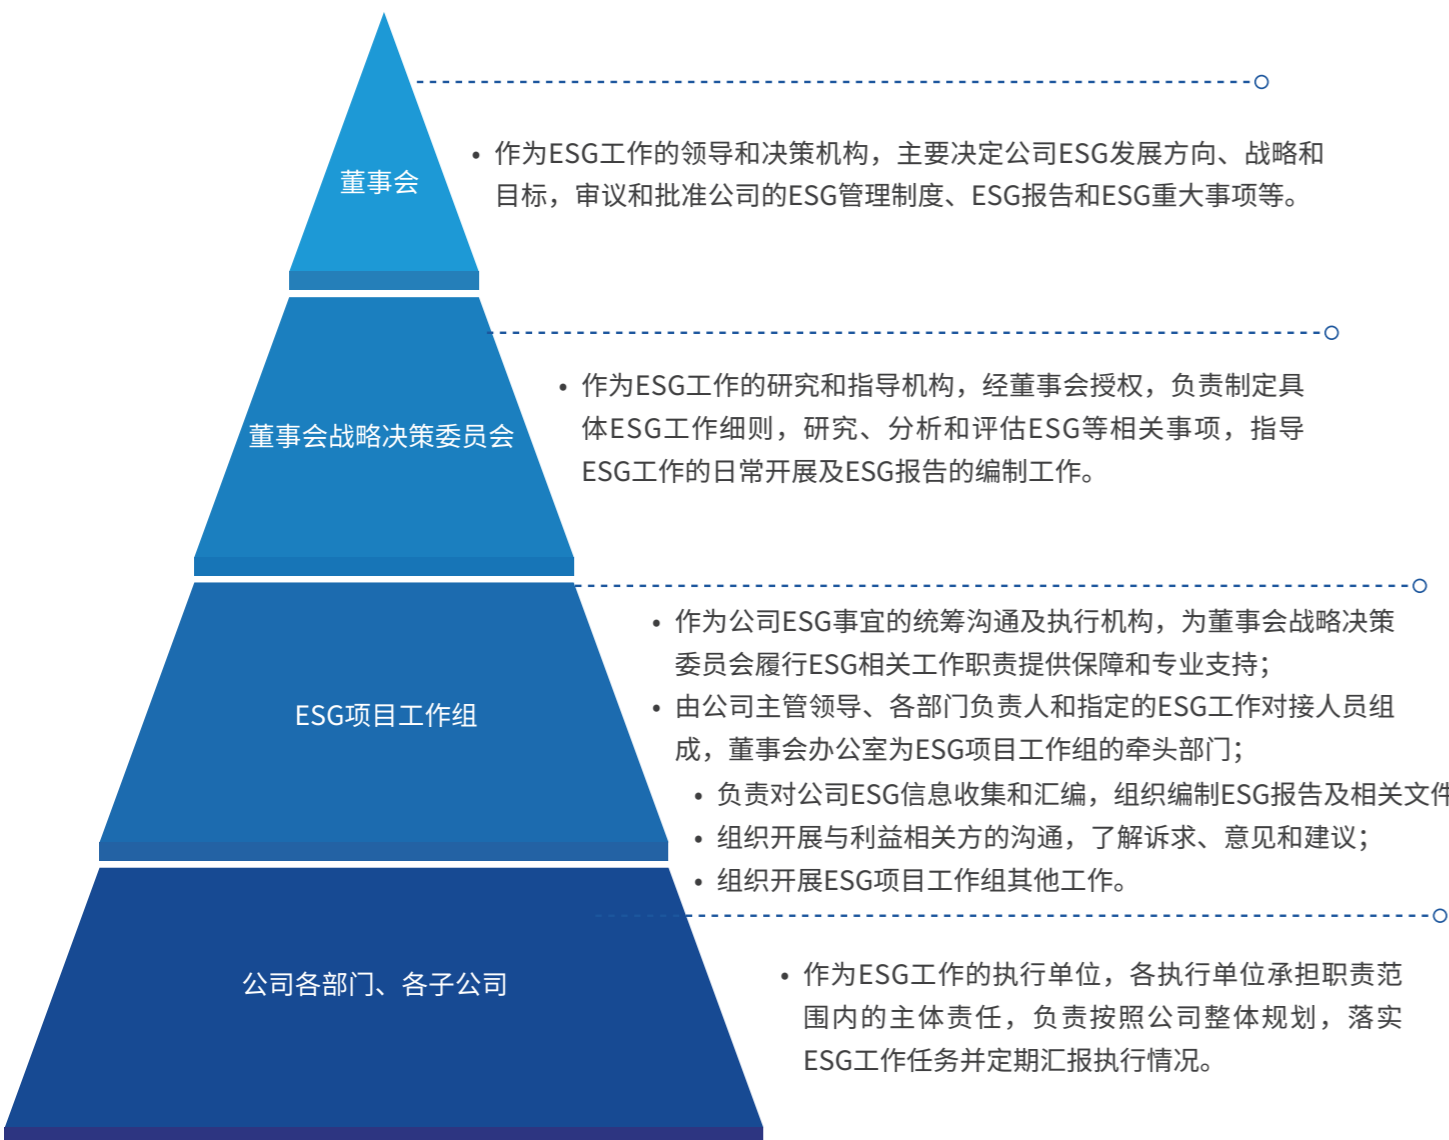 董事会
• 作为ESG工作的领导和决策机构，主要决定公司ESG发展方向、战略和
目标，审议和批准公司的ESG管理制度、ESG报告和ESG重大事项等。
董事会战略决策委员会
• 作为ESG工作的研究和指导机构，经董事会授权，负责制定具
体ESG工作细则，研究、分析和评估ESG等相关事项，指导
ESG工作的日常开展及ESG报告的编制工作。
ESG项目工作组
• 作为公司ESG事宜的统筹沟通及执行机构，为董事会战略决策
委员会履行ESG相关工作职责提供保障和专业支持；
• 由公司主管领导、各部门负责人和指定的ESG工作对接人员组
成，董事会办公室为ESG项目工作组的牵头部门；
• 负责对公司ESG信息收集和汇编，组织编制ESG报告及相关文件
• 组织开展与利益相关方的沟通，了解诉求、意见和建议；
• 组织开展ESG项目工作组其他工作。
公司各部门、各子公司
• 作为ESG工作的执行单位，各执行单位承担职责范
围内的主体责任，负责按照公司整体规划，落实
ESG工作任务并定期汇报执行情况。